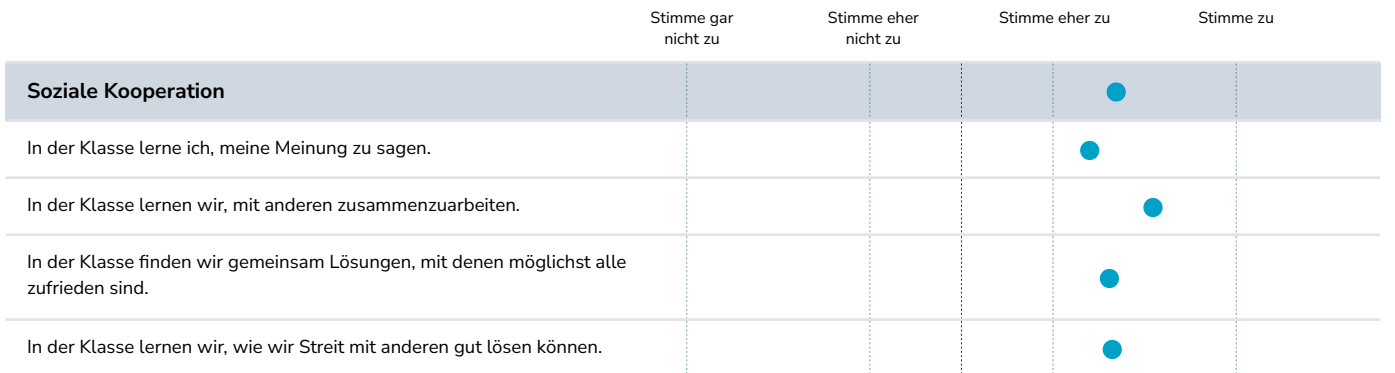 Stimme gar
nicht zu
Stimme eher
nicht zu
Stimme eher zu
Stimme zu
Soziale Kooperation
In der Klasse lerne ich, meine Meinung zu sagen.
In der Klasse lernen wir, mit anderen zusammenzuarbeiten.
In der Klasse finden wir gemeinsam Lösungen, mit denen möglichst alle
zufrieden sind.
In der Klasse lernen wir, wie wir Streit mit anderen gut lösen können.